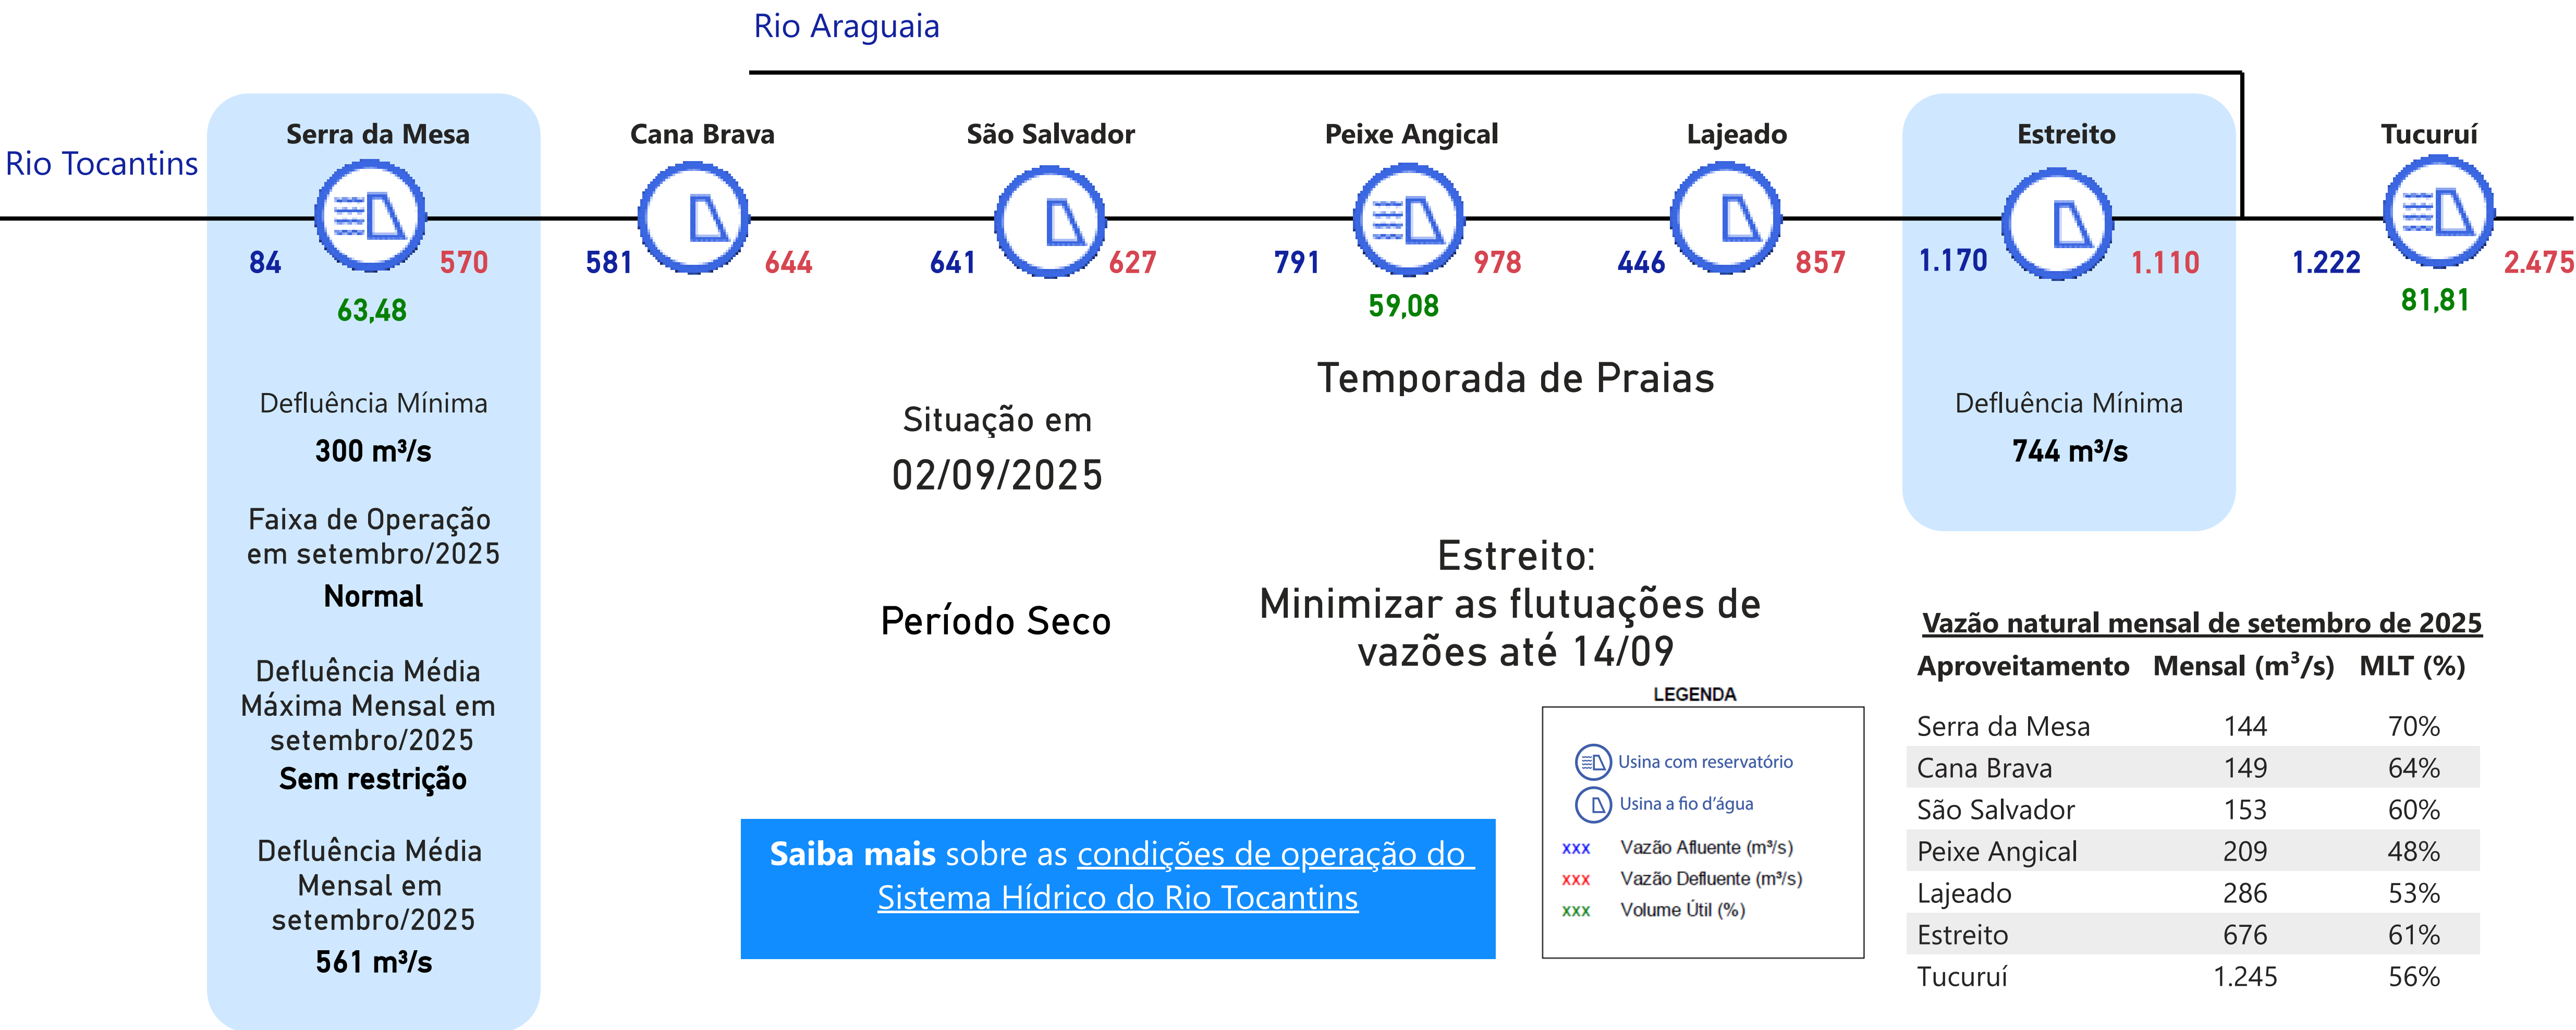 Rio Araguaia
Rio Tocantins
Serra da Mesa
84
570
63,48
Defluência Mínima
300 m³/s
Faixa de Operação
em setembro/2025
Normal
Defluência Média
Máxima Mensal em
setembro/2025
Sem restrição
Defluência Média
Mensal em
setembro/2025
561 m³/s
Cana Brava
581
644
São Salvador
641
627
Situação em
02/09/2025
Período Seco
Peixe Angical
791
978
59,08
Lajeado
446
857
Temporada de Praias
Estreito:
Minimizar as flutuações de
vazões até 14/09
Estreito
1.170
1.110
Defluência Mínima
744 m³/s
Tucuruí
1.222
2.475
81,81
Saiba mais sobre as condições de operação do
Sistema Hídrico do Rio Tocantins
LEGENDA
Usina com reservatório
Usina a fio d’água
xxx Vazão Afluente (m³/s)
xxx Vazão Defluente (m³/s)
xxx Volume Útil (%)
Vazão natural mensal de setembro de 2025
Aproveitamento Mensal (m³/s) MLT (%)
Serra da Mesa 144 70%
Cana Brava 149 64%
São Salvador 153 60%
Peixe Angical 209 48%
Lajeado 286 53%
Estreito 676 61%
Tucuruí 1.245 56%